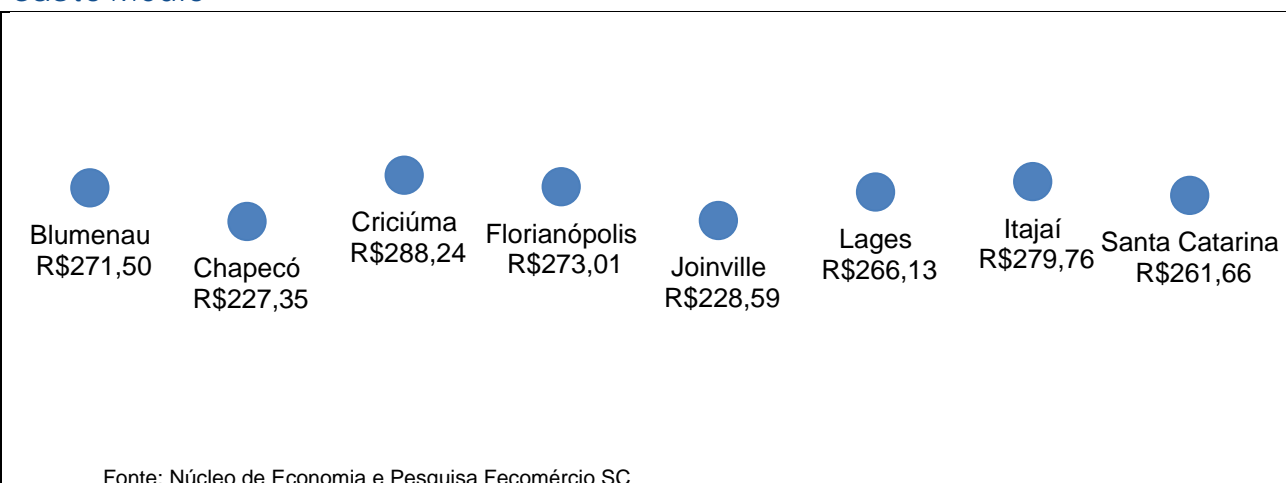 Blumenau
R$271,50
Chapecó
R$227,35
Criciúma
R$288,24
Florianópolis
R$273,01
Joinville
R$228,59
Lages
R$266,13
Itajaí
R$279,76
Santa Catarina
R$261,66
Fonte: Núcleo de Economia e Pesquisa Fecomércio SC